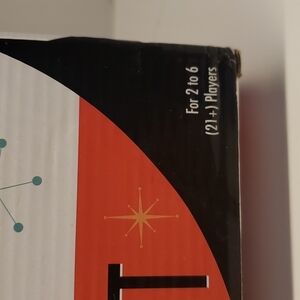 For 2 to 6
(21+) Players
T